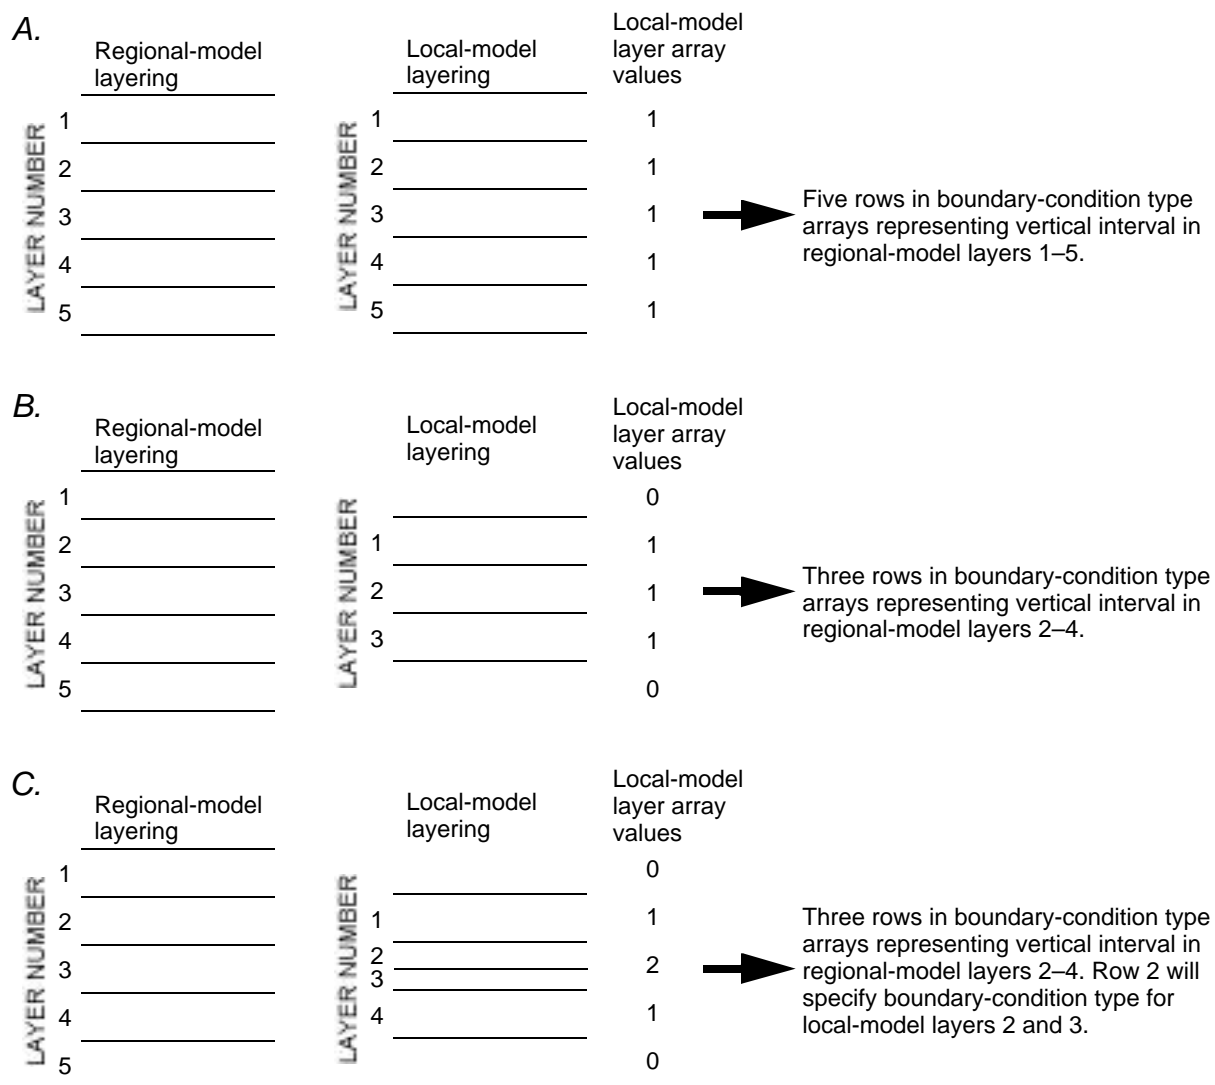 A.
Regional-model
layering
Local-model
layering
Local-model
layer array
values
LAYER NUMBER
1
2
3
4
5
LAYER NUMBER
1
2
3
4
5
1
1
1
1
1
Five rows in boundary-condition type
arrays representing vertical interval in
regional-model layers 1–5.
B.
Regional-model
layering
Local-model
layering
Local-model
layer array
values
LAYER NUMBER
1
2
3
4
5
LAYER NUMBER
1
2
3
0
1
1
1
0
Three rows in boundary-condition type
arrays representing vertical interval in
regional-model layers 2–4.
C.
Regional-model
layering
Local-model
layering
Local-model
layer array
values
LAYER NUMBER
1
2
3
4
5
LAYER NUMBER
1
2
3
4
0
1
2
1
0
Three rows in boundary-condition type
arrays representing vertical interval in
regional-model layers 2–4. Row 2 will
specify boundary-condition type for
local-model layers 2 and 3.